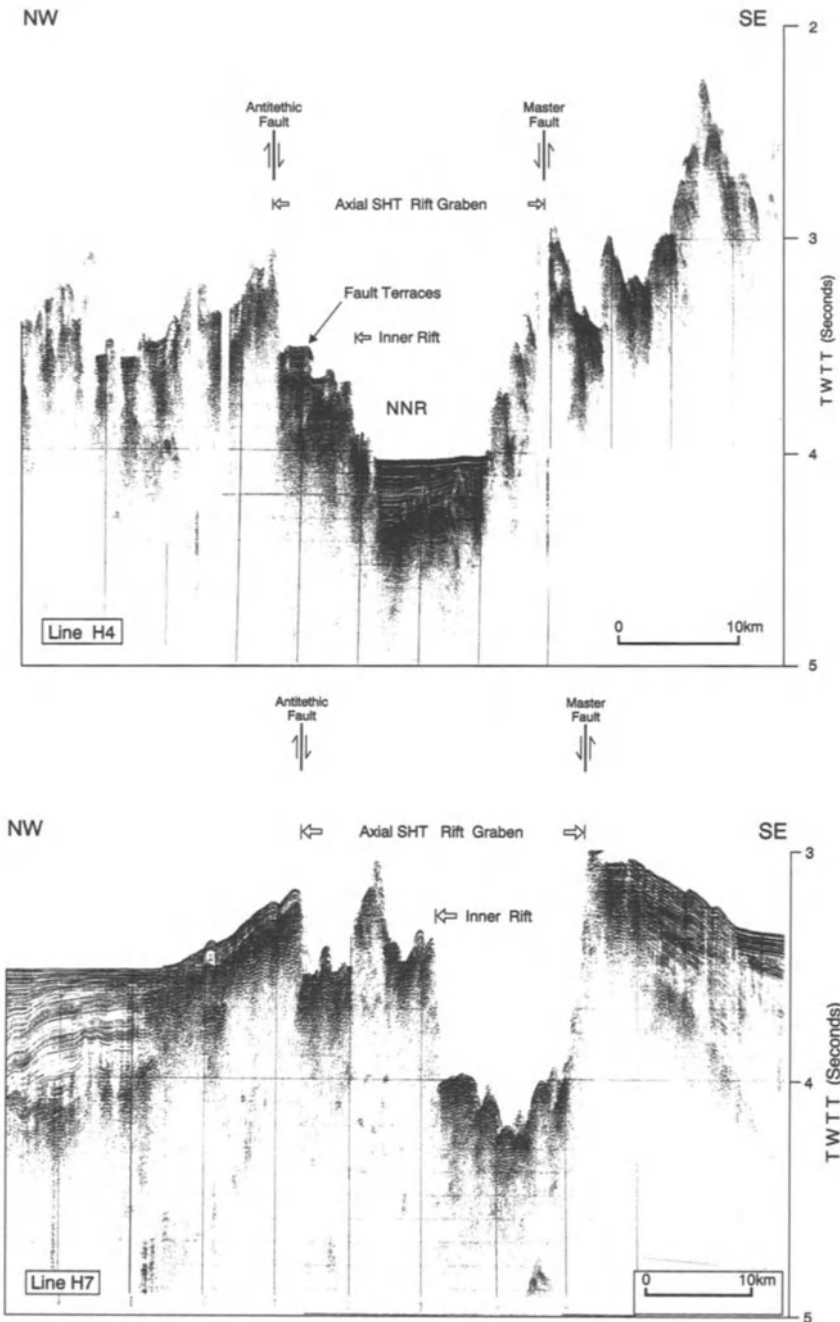 NW
SE
2
Antitethic
Fault
Master
Fault
Axial SHT Rift Graben
3
Fault Terraces
Inner Rift
NNR
TWTT (Seconds)
4
Line H4
0 10km
5
Antitethic
Fault
Master
Fault
NW
SE
Axial SHT Rift Graben
3
Inner Rift
TWTT (Seconds)
4
Line H7
0 10km
5